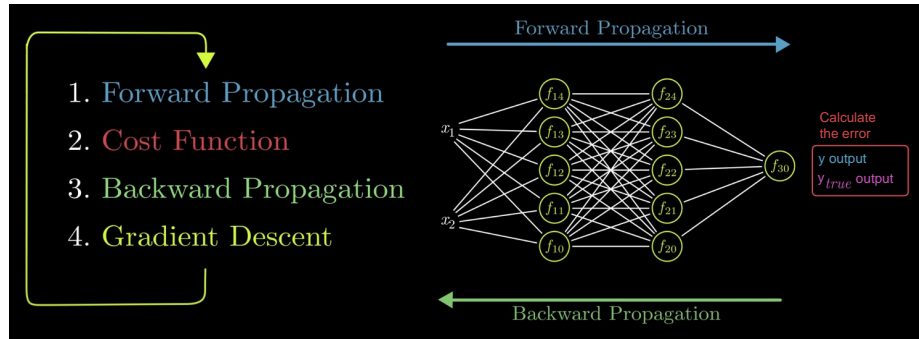 1. Forward Propagation
2. Cost Function
3. Backward Propagation
4. Gradient Descent
Forward Propagation
x1
x2
f14
f13
f12
f11
f10
f24
f23
f22
f21
f20
f30
Calculate
the error
y output
ytrue output
Backward Propagation